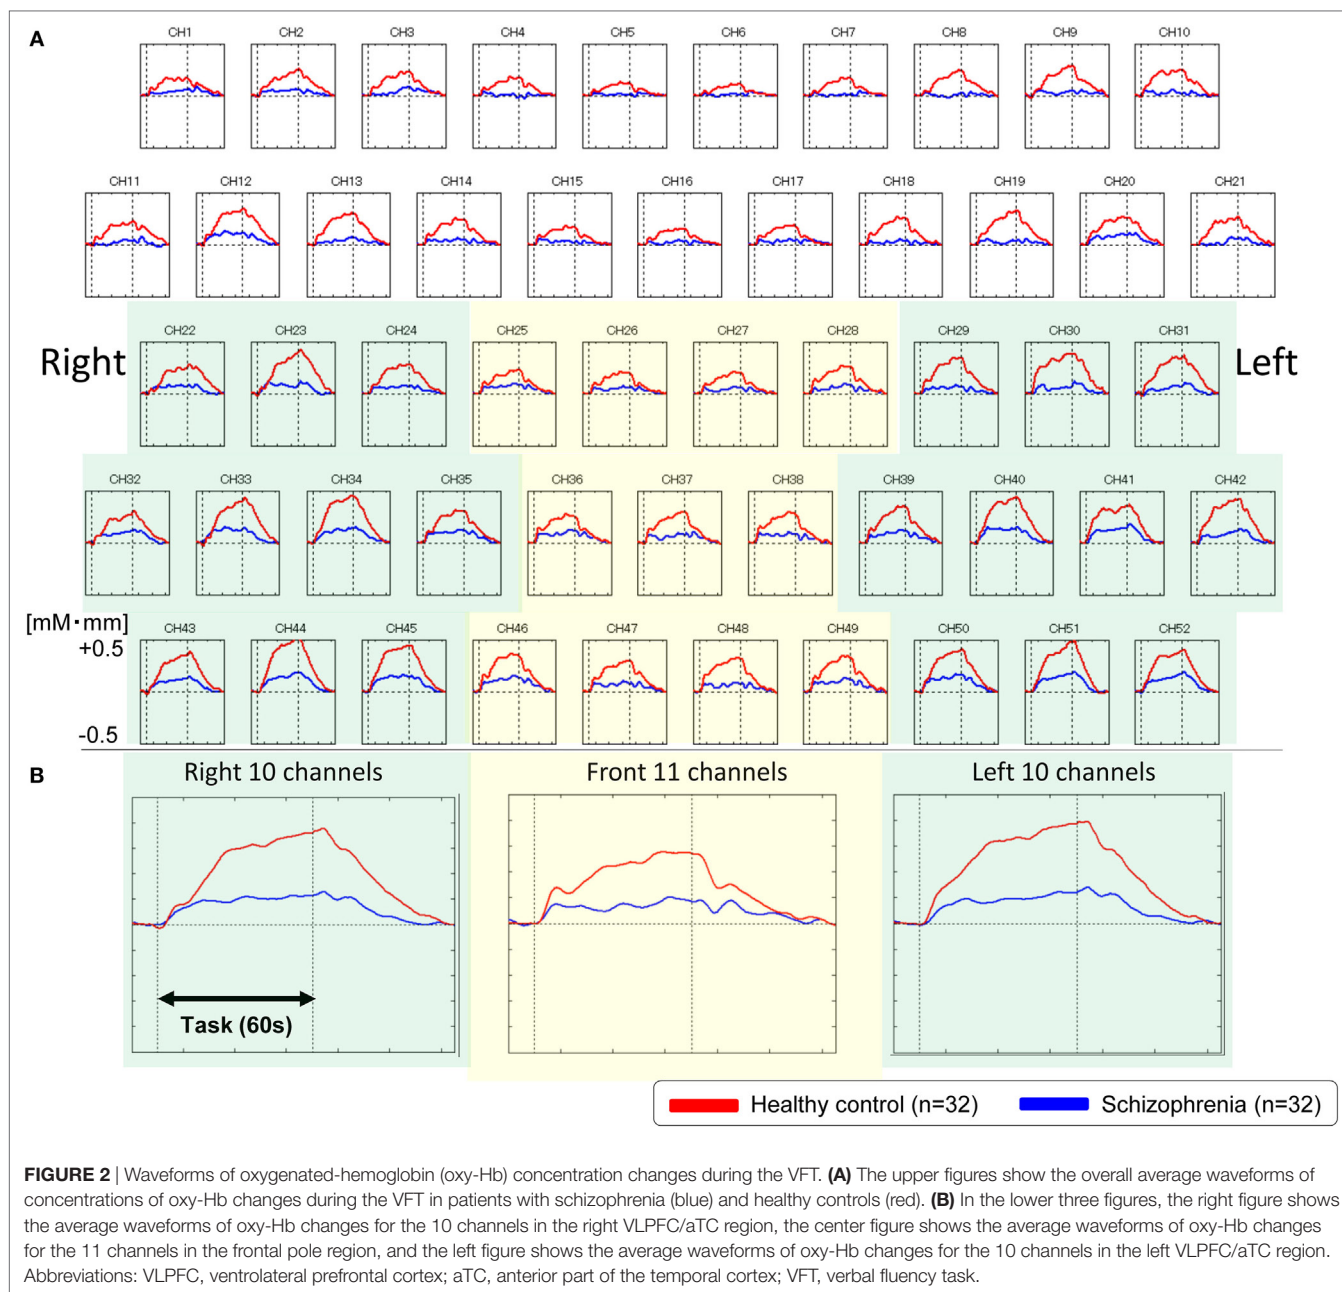 A
CH1 CH2 CH3 CH4 CH5 CH6 CH7 CH8 CH9 CH10
CH11 CH12 CH13 CH14 CH15 CH16 CH17 CH18 CH19 CH20 CH21
CH22 CH23 CH24 CH25 CH26 CH27 CH28 CH29 CH30 CH31
Right Left
CH32 CH33 CH34 CH35 CH36 CH37 CH38 CH39 CH40 CH41 CH42
[mM·mm]
CH43 CH44 CH45 CH46 CH47 CH48 CH49 CH50 CH51 CH52
+0.5
-0.5
B
Right 10 channels Front 11 channels Left 10 channels
Task (60s)
Healthy control (n=32) Schizophrenia (n=32)
FIGURE 2 | Waveforms of oxygenated-hemoglobin (oxy-Hb) concentration changes during the VFT. (A) The upper figures show the overall average waveforms of
concentrations of oxy-Hb changes during the VFT in patients with schizophrenia (blue) and healthy controls (red). (B) In the lower three figures, the right figure shows
the average waveforms of oxy-Hb changes for the 10 channels in the right VLPFC/aTC region, the center figure shows the average waveforms of oxy-Hb changes
for the 11 channels in the frontal pole region, and the left figure shows the average waveforms of oxy-Hb changes for the 10 channels in the left VLPFC/aTC region.
Abbreviations: VLPFC, ventrolateral prefrontal cortex; aTC, anterior part of the temporal cortex; VFT, verbal fluency task.